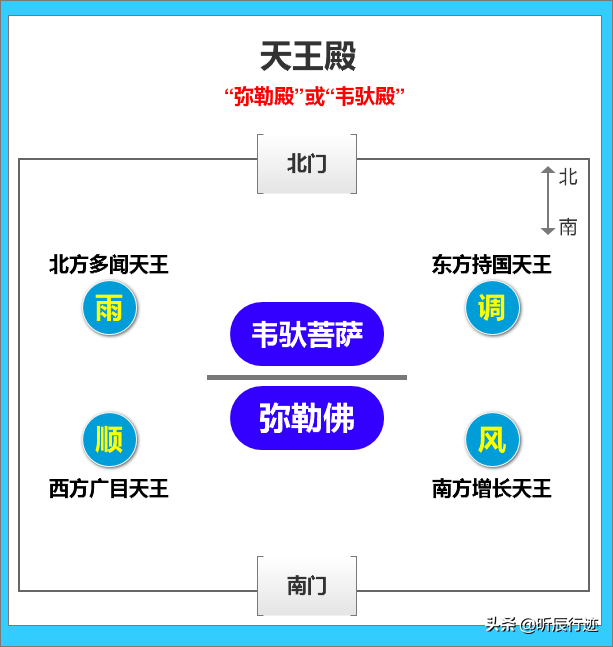 天王殿
“弥勒殿”或“韦驮殿”
北门
北
南
北方多闻天王
东方持国天王
雨
调
韦驮菩萨
弥勒佛
顺
风
西方广目天王
南方增长天王
南门
头条 @昕辰行迹